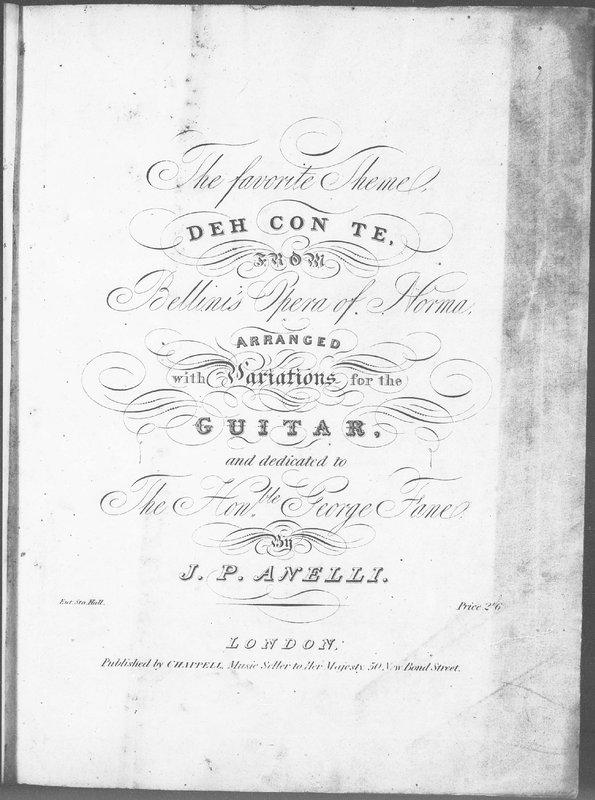 The favorite Theme,
DEH CON TE,
FROM
Bellini's Opera of Norma,
ARRANGED
with Variations for the
GUITAR,
and dedicated to
The Hon.ble George Fane.
By
J. P. ANELLI.
Ent. Sta. Hall.
Price 2/6
LONDON,
Published by CHAPPELL, Music Seller to Her Majesty, 50, New Bond Street.